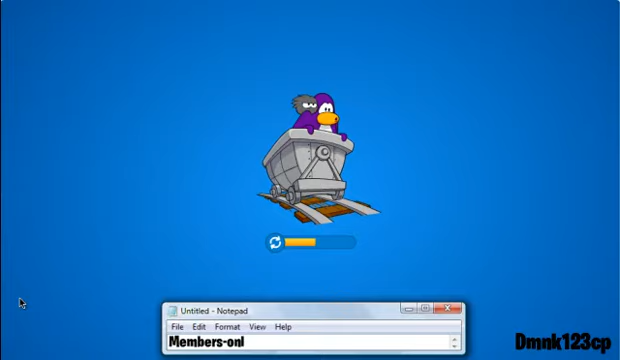 Untitled - Notepad
File Edit Format View Help
Members-onl
Dmnk123cp